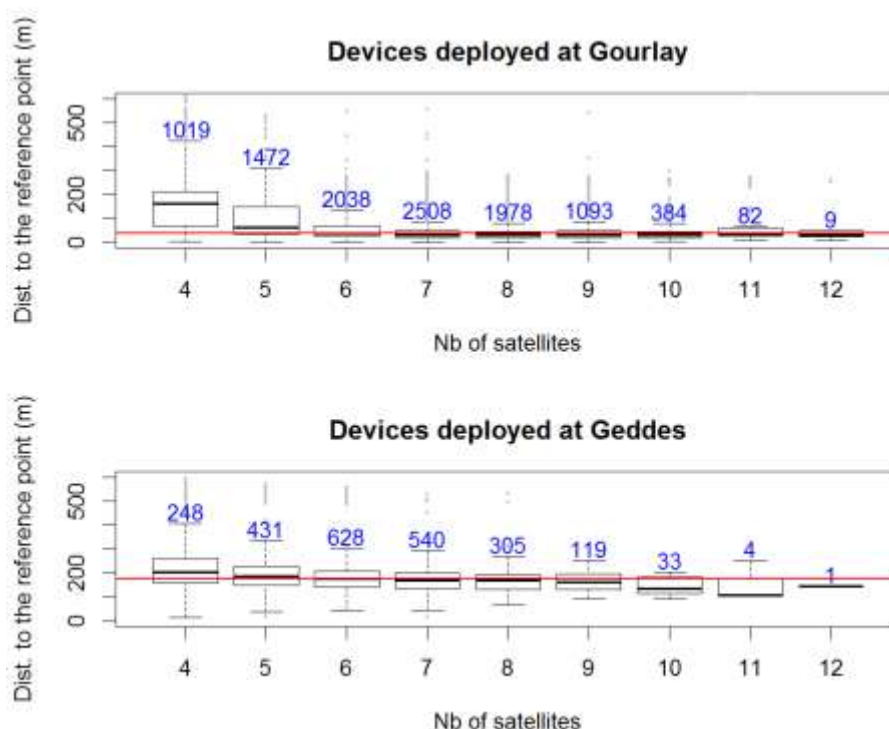 Devices deployed at Gourlay
Dist. to the reference point (m)
0 200 500
1019 1472 2038 2508 1978 1093 384 82 9
4 5 6 7 8 9 10 11 12
Nb of satellites
Devices deployed at Geddes
Dist. to the reference point (m)
0 200 500
248 431 628 540 305 119 33 4 1
4 5 6 7 8 9 10 11 12
Nb of satellites